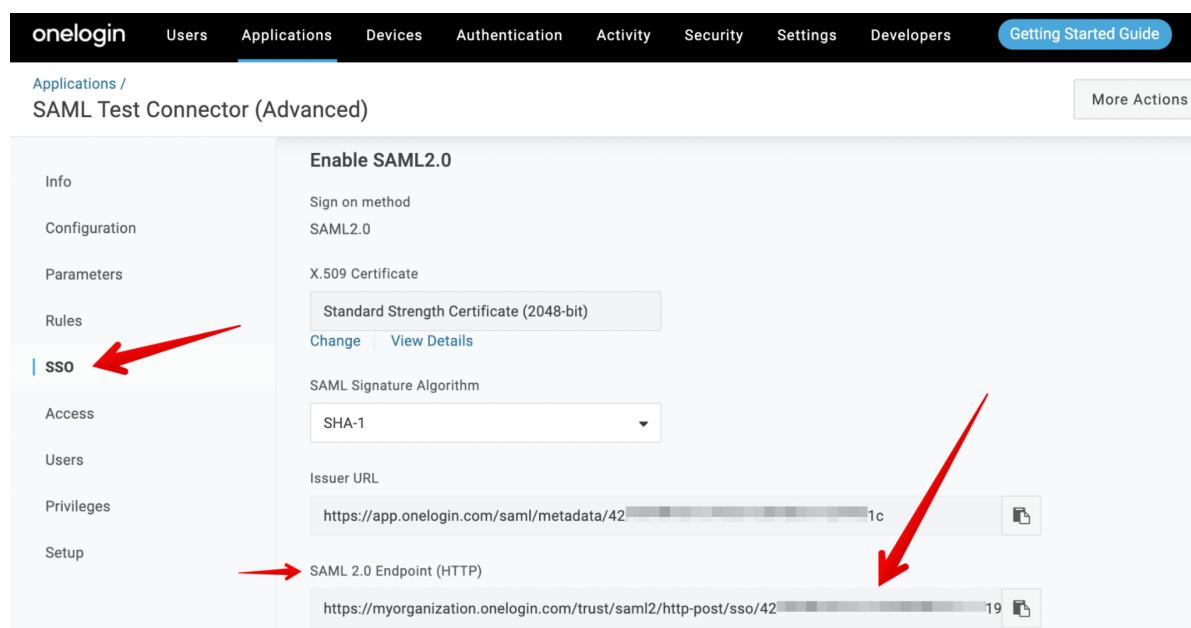 onelogin Users Applications Devices Authentication Activity Security Settings Developers Getting Started Guide
Applications /
SAML Test Connector (Advanced)
More Actions
Info
Configuration
Parameters
Rules
SSO
Access
Users
Privileges
Setup
Enable SAML2.0
Sign on method
SAML2.0
X.509 Certificate
Standard Strength Certificate (2048-bit)
Change View Details
SAML Signature Algorithm
SHA-1
Issuer URL
https://app.onelogin.com/saml/metadata/42 1c
SAML 2.0 Endpoint (HTTP)
https://myorganization.onelogin.com/trust/saml2/http-post/sso/42 19